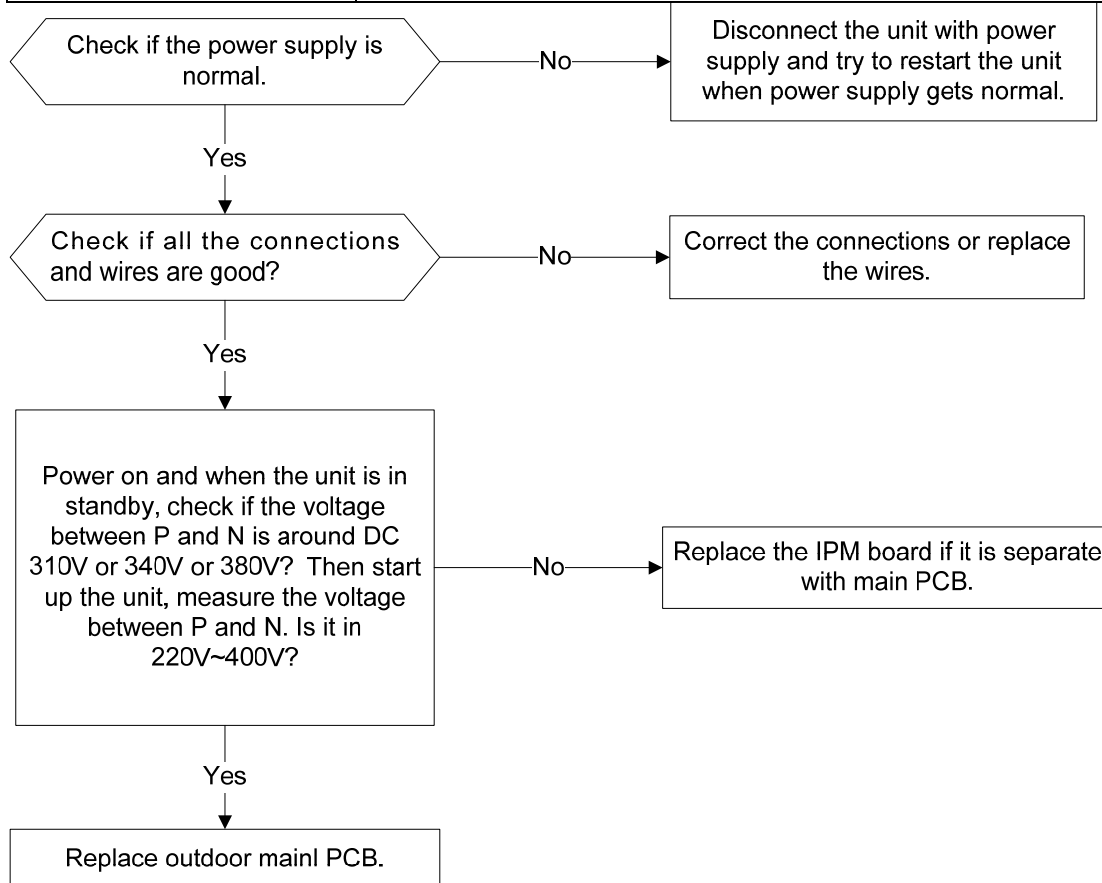 Check if the power supply is
normal.
No
Disconnect the unit with power
supply and try to restart the unit
when power supply gets normal.
Yes
Check if all the connections
and wires are good?
No
Correct the connections or replace
the wires.
Yes
Power on and when the unit is in
standby, check if the voltage
between P and N is around DC
310V or 340V or 380V? Then start
up the unit, measure the voltage
between P and N. Is it in
220V~400V?
No
Replace the IPM board if it is separate
with main PCB.
Yes
Replace outdoor mainl PCB.